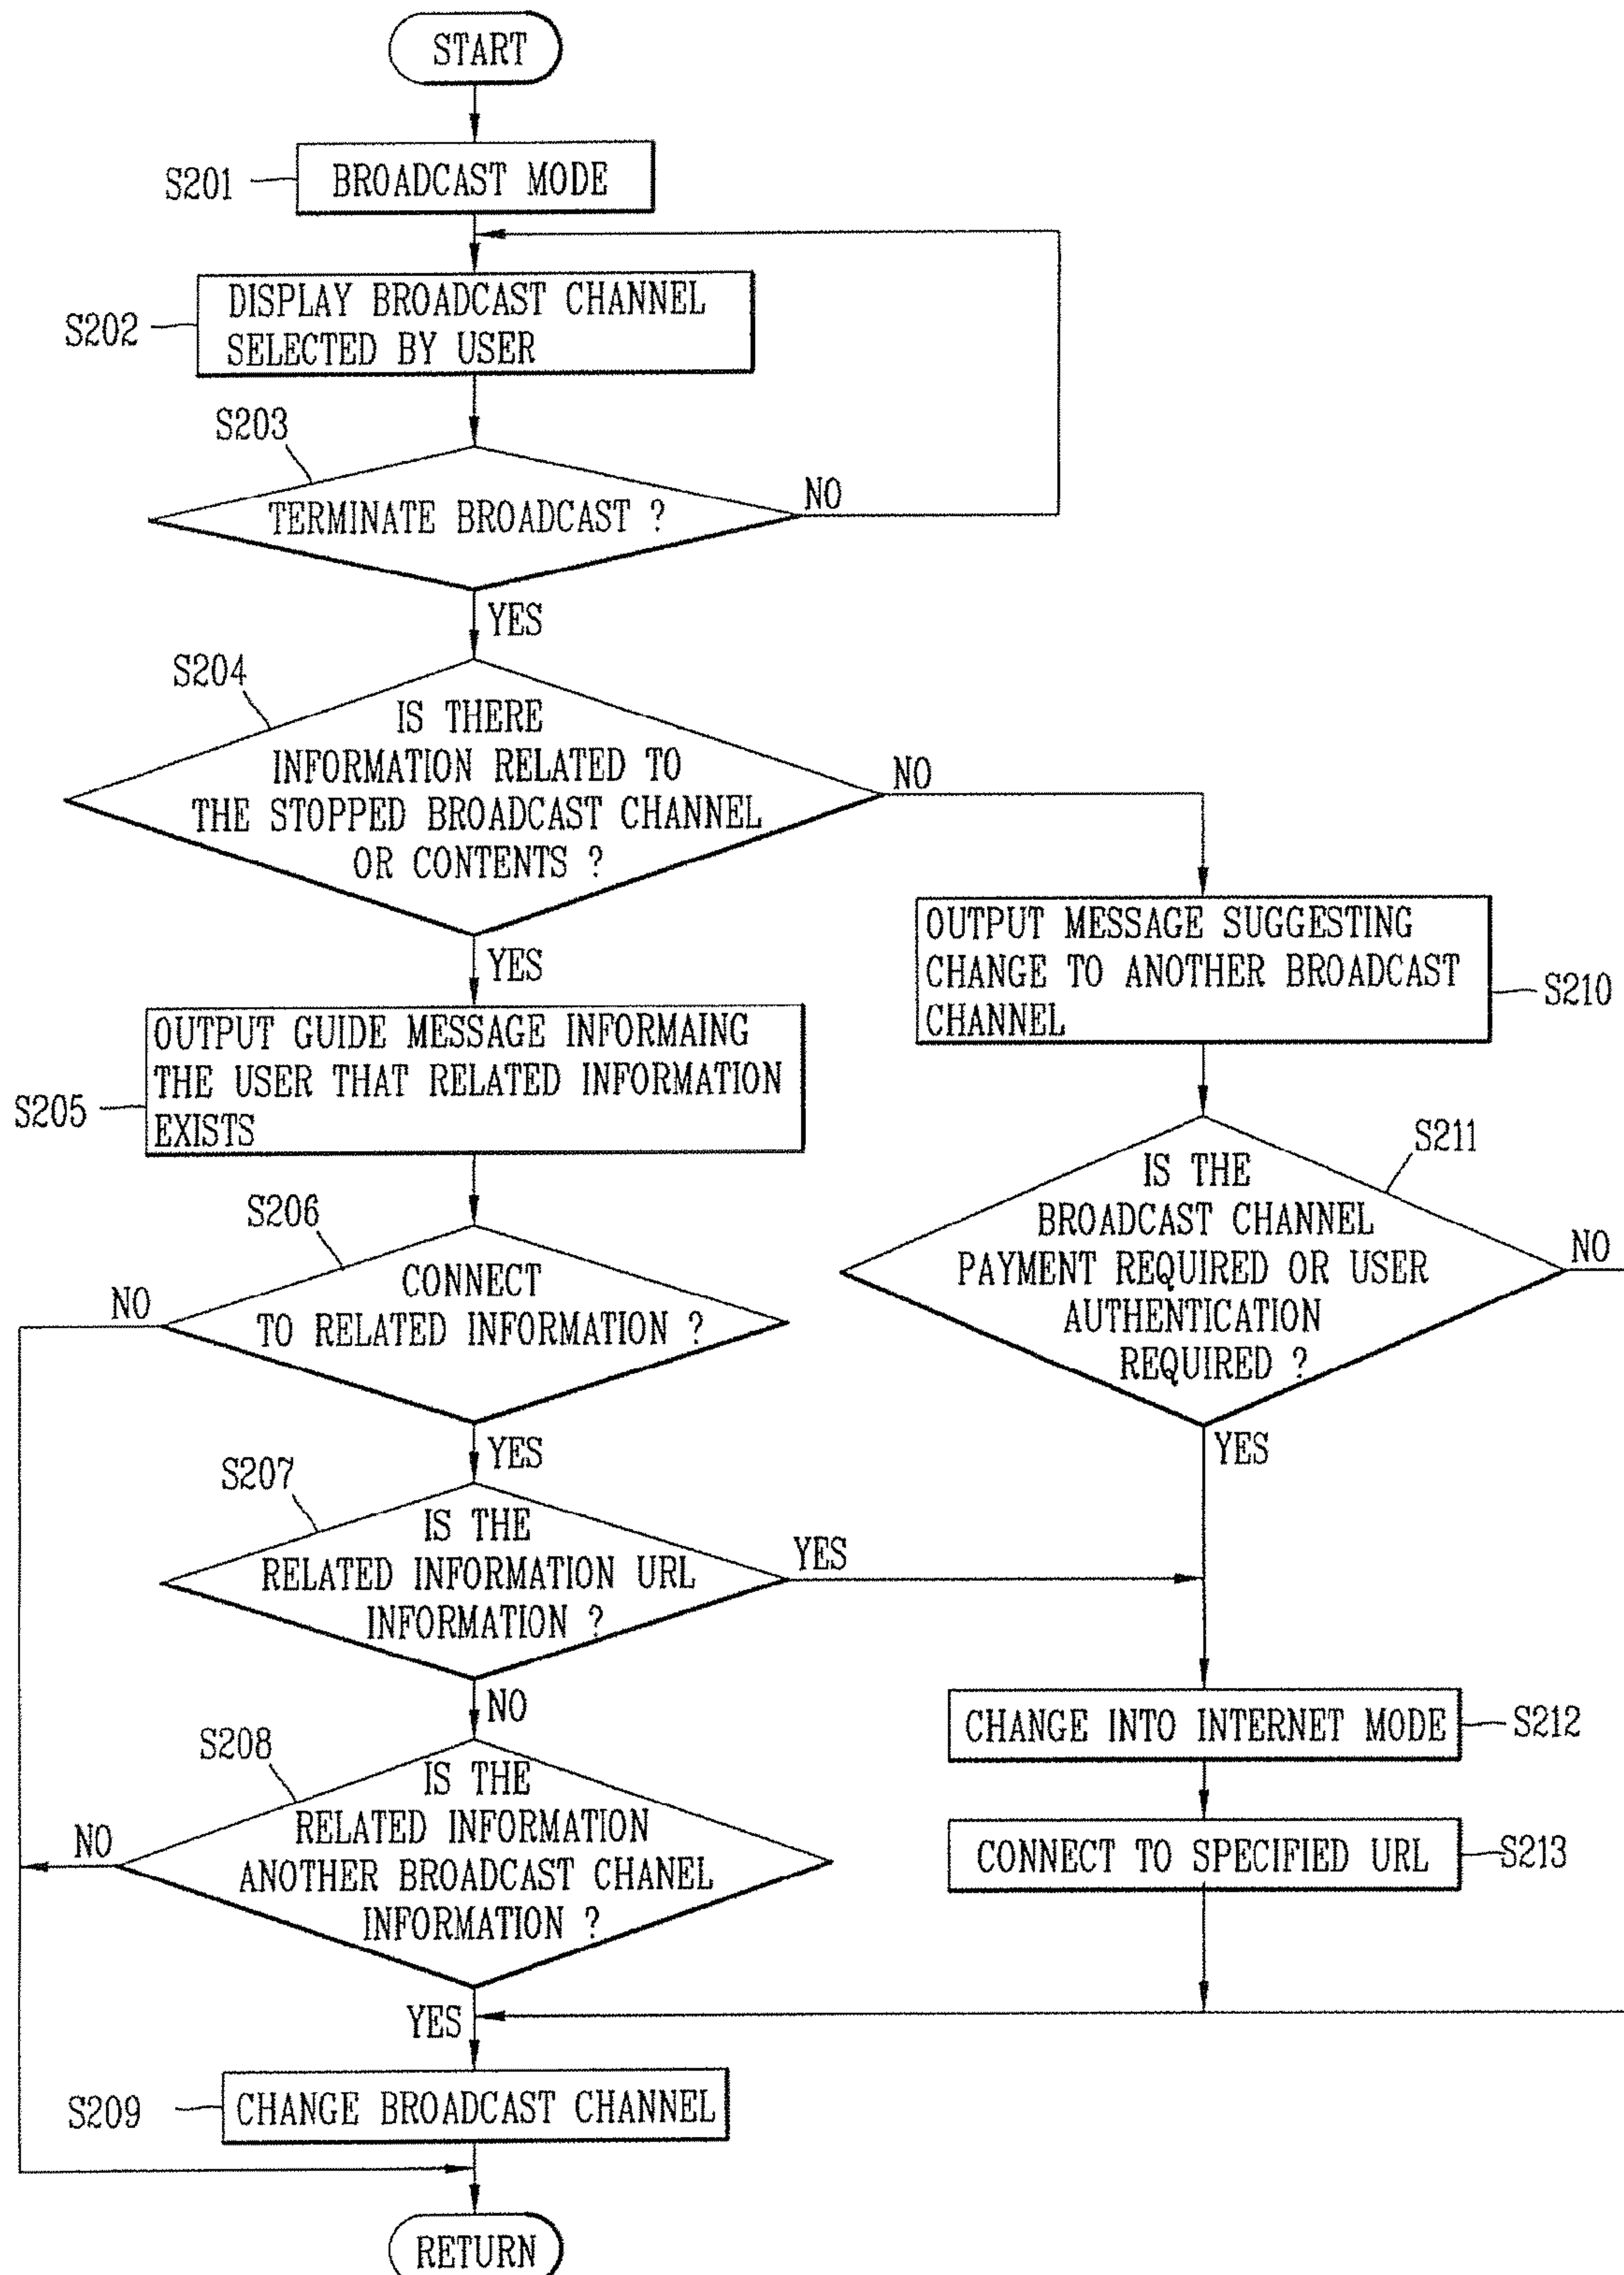 START
S201
BROADCAST MODE
S202
DISPLAY BROADCAST CHANNEL
SELECTED BY USER
S203
TERMINATE BROADCAST ?
NO
YES
S204
IS THERE
INFORMATION RELATED TO
THE STOPPED BROADCAST CHANNEL
OR CONTENTS ?
NO
YES
S205
OUTPUT GUIDE MESSAGE INFORMAING
THE USER THAT RELATED INFORMATION
EXISTS
OUTPUT MESSAGE SUGGESTING
CHANGE TO ANOTHER BROADCAST
CHANNEL
S210
S206
CONNECT
TO RELATED INFORMATION ?
NO
YES
S211
IS THE
BROADCAST CHANNEL
PAYMENT REQUIRED OR USER
AUTHENTICATION
REQUIRED ?
NO
YES
S207
IS THE
RELATED INFORMATION URL
INFORMATION ?
YES
NO
S208
IS THE
RELATED INFORMATION
ANOTHER BROADCAST CHANEL
INFORMATION ?
NO
YES
CHANGE INTO INTERNET MODE
S212
CONNECT TO SPECIFIED URL
S213
S209
CHANGE BROADCAST CHANNEL
RETURN